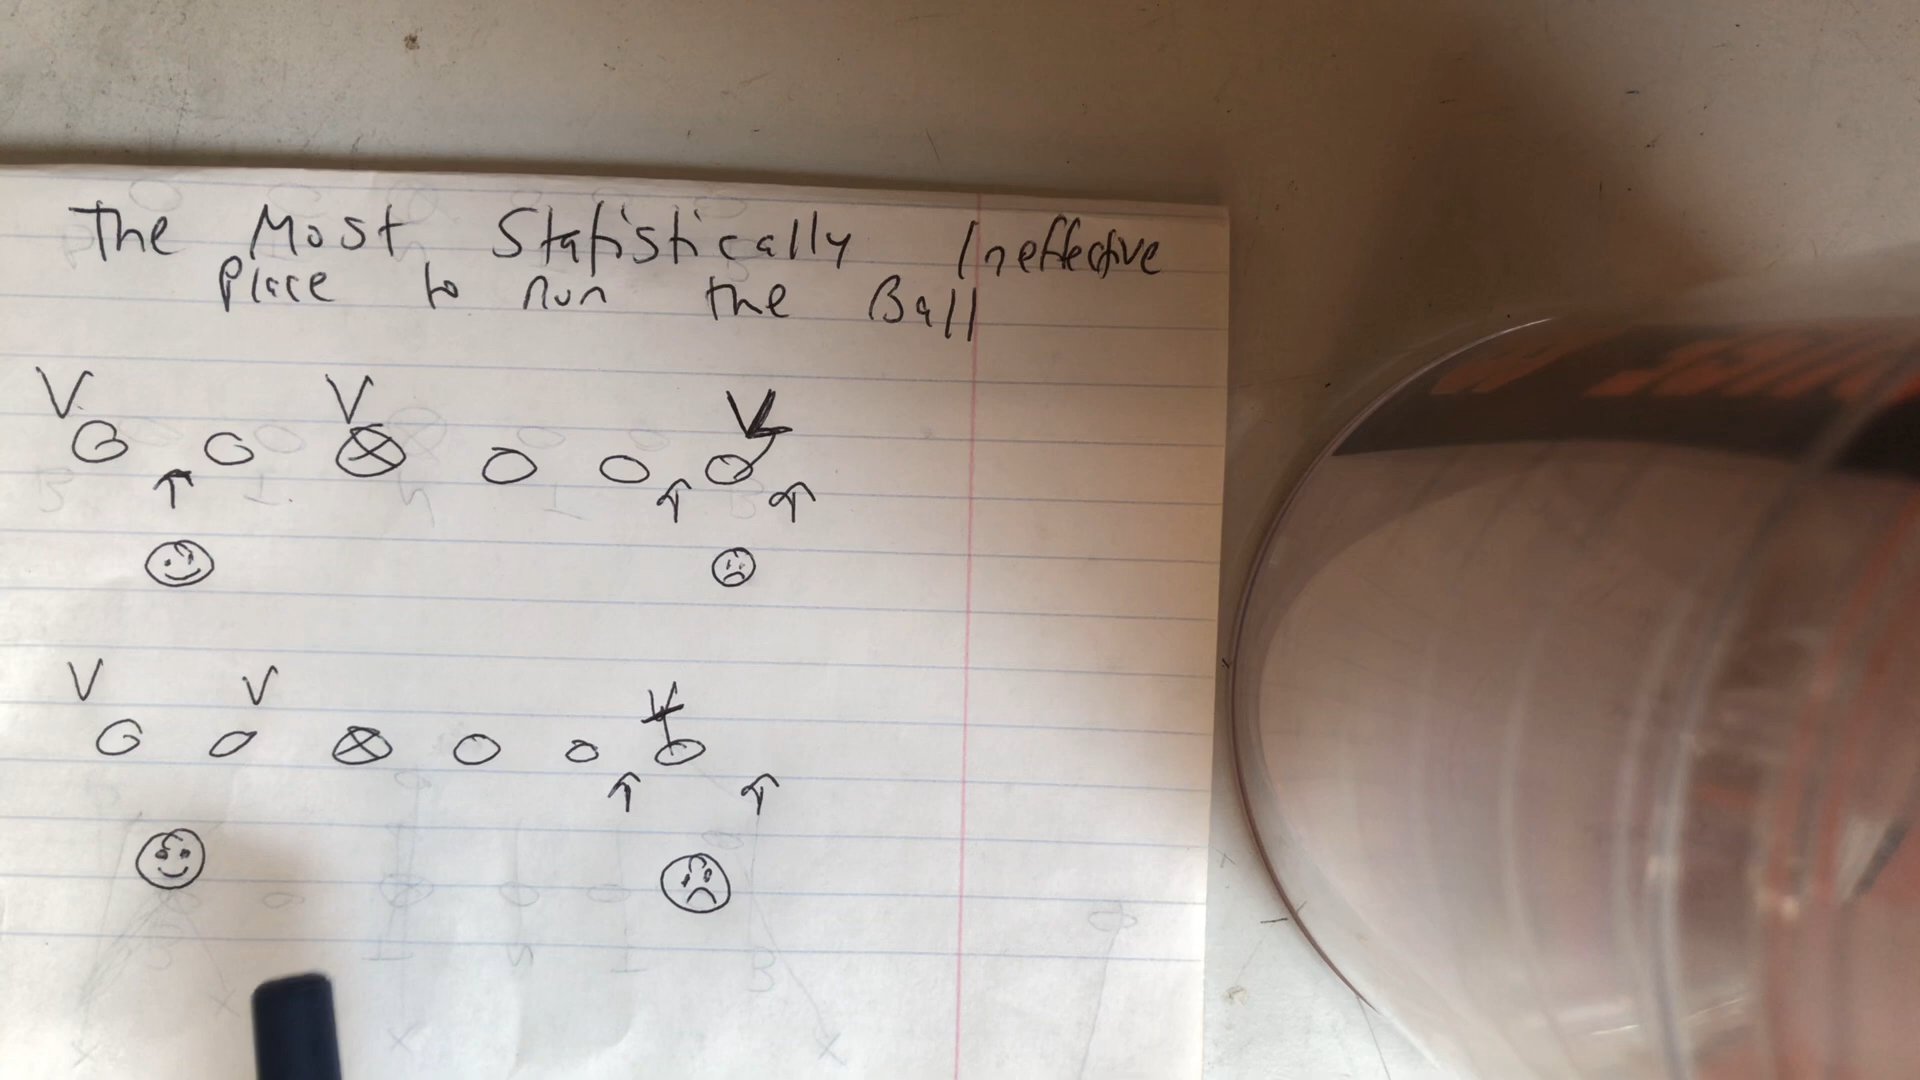 The Most Statistically Ineffective
Place to run the Ball